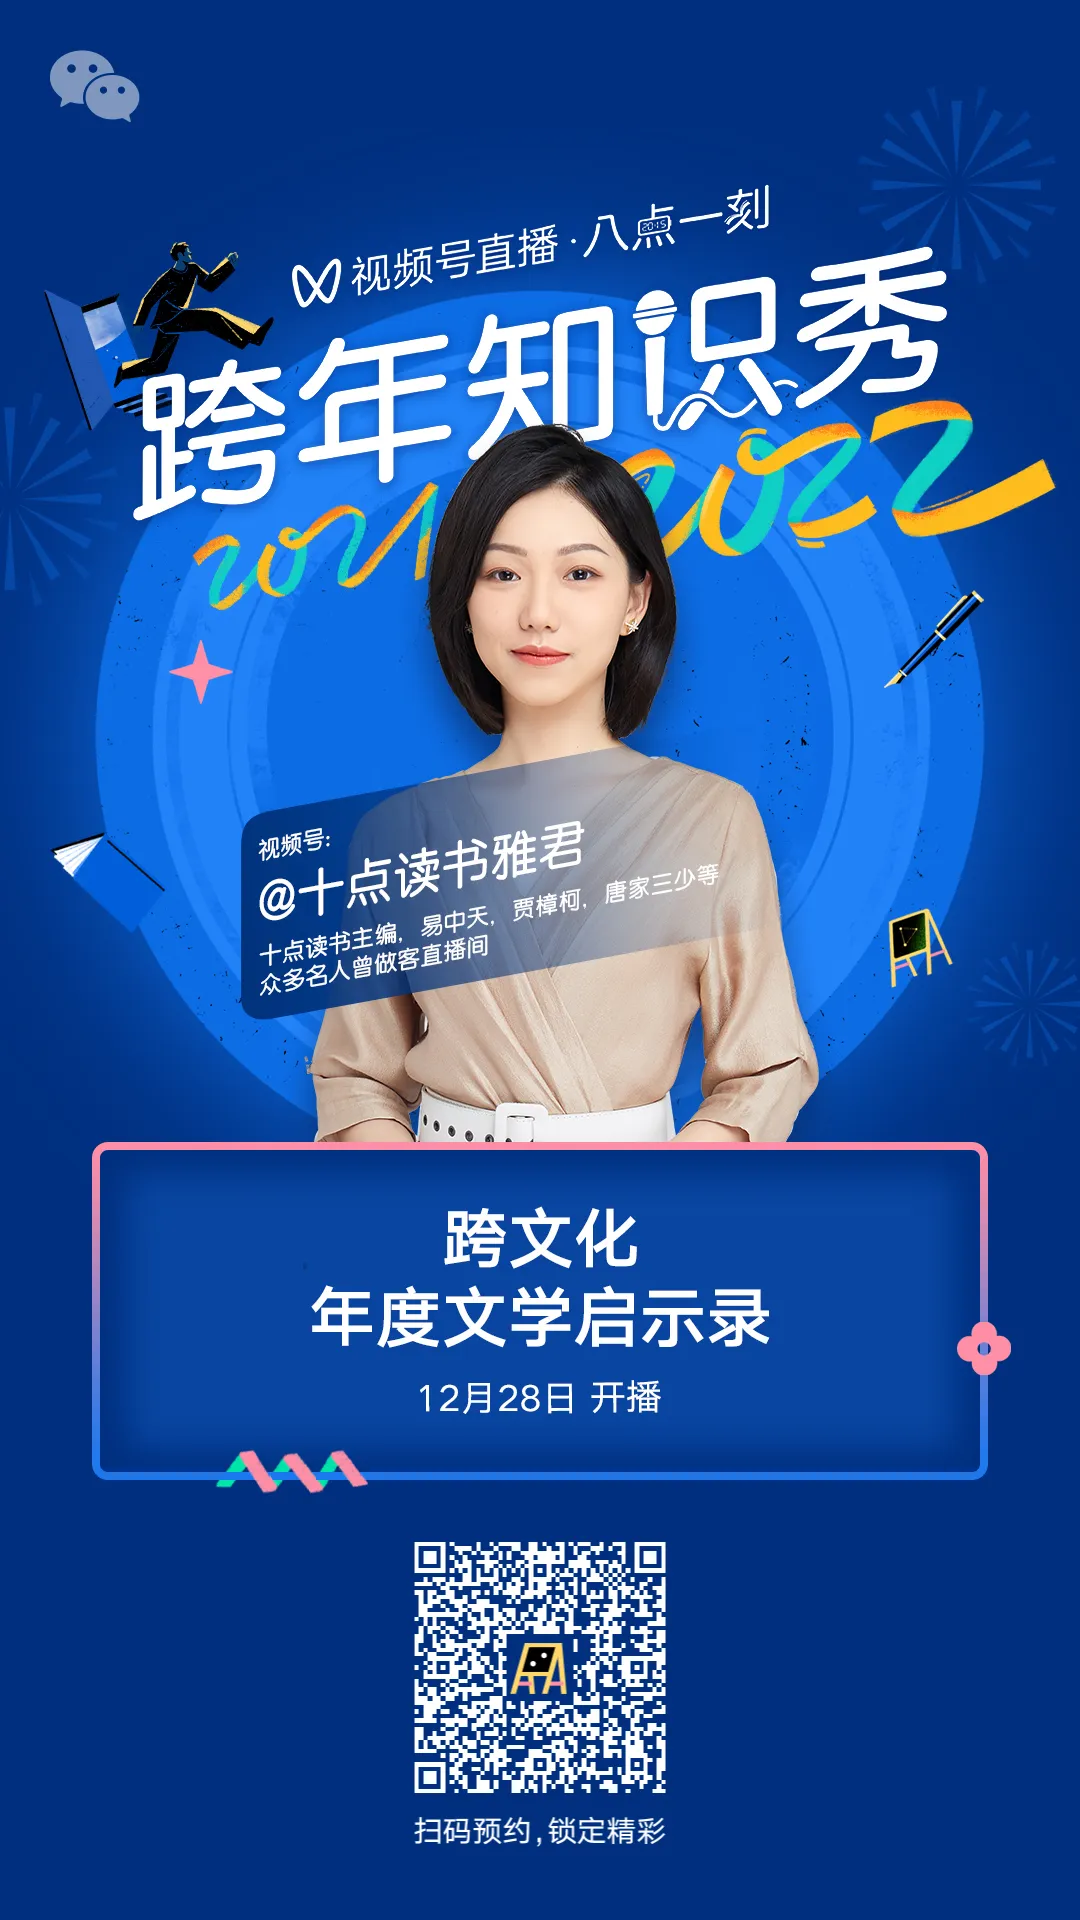 视频号直播·八点一刻
20:15
跨年知识秀
2021
2022
视频号:
@十点读书雅君
十点读书主编，易中天，贾樟柯，唐家三少等
众多名人曾做客直播间
跨文化
年度文学启示录
12月28日 开播
扫码预约,锁定精彩